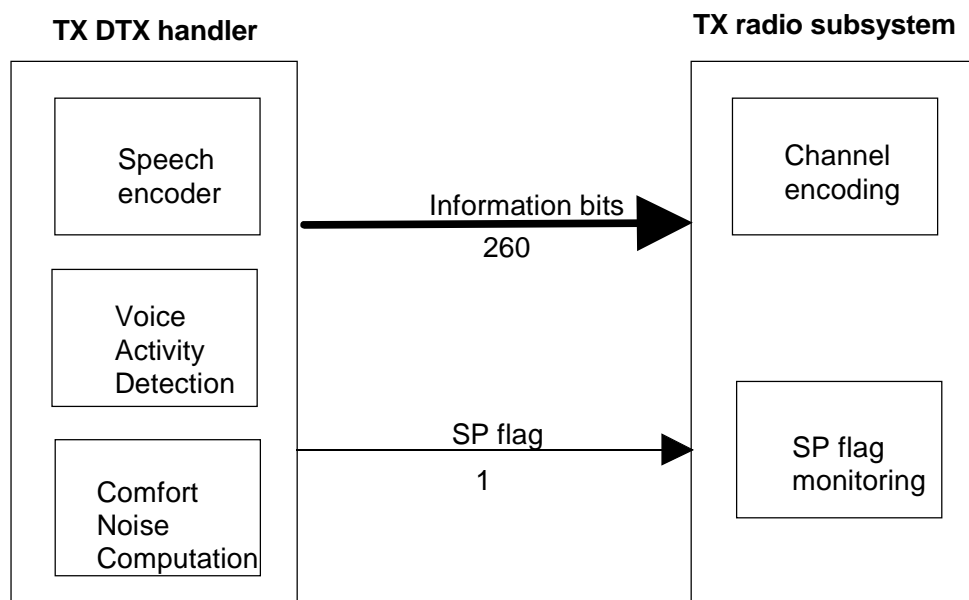 TX DTX handler
TX radio subsystem
Speech
encoder
Channel
encoding
Information bits
260
Voice
Activity
Detection
SP flag
1
SP flag
monitoring
Comfort
Noise
Computation